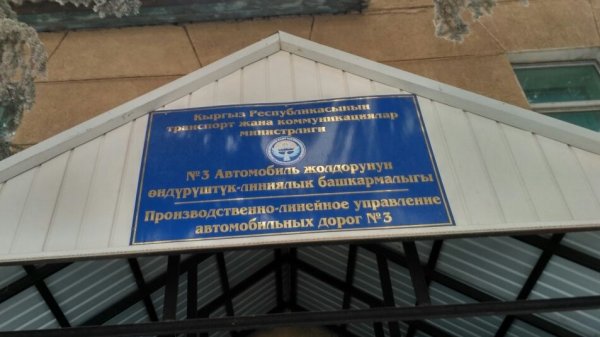 Кыргыз Республикасынын
транспорт жана коммуникациялар
министрлиги
№3 Автомобиль жолдорунун
өндүрүштүк-линиялык башкармалыгы
Производственно-линейное управление
автомобильных дорог №3